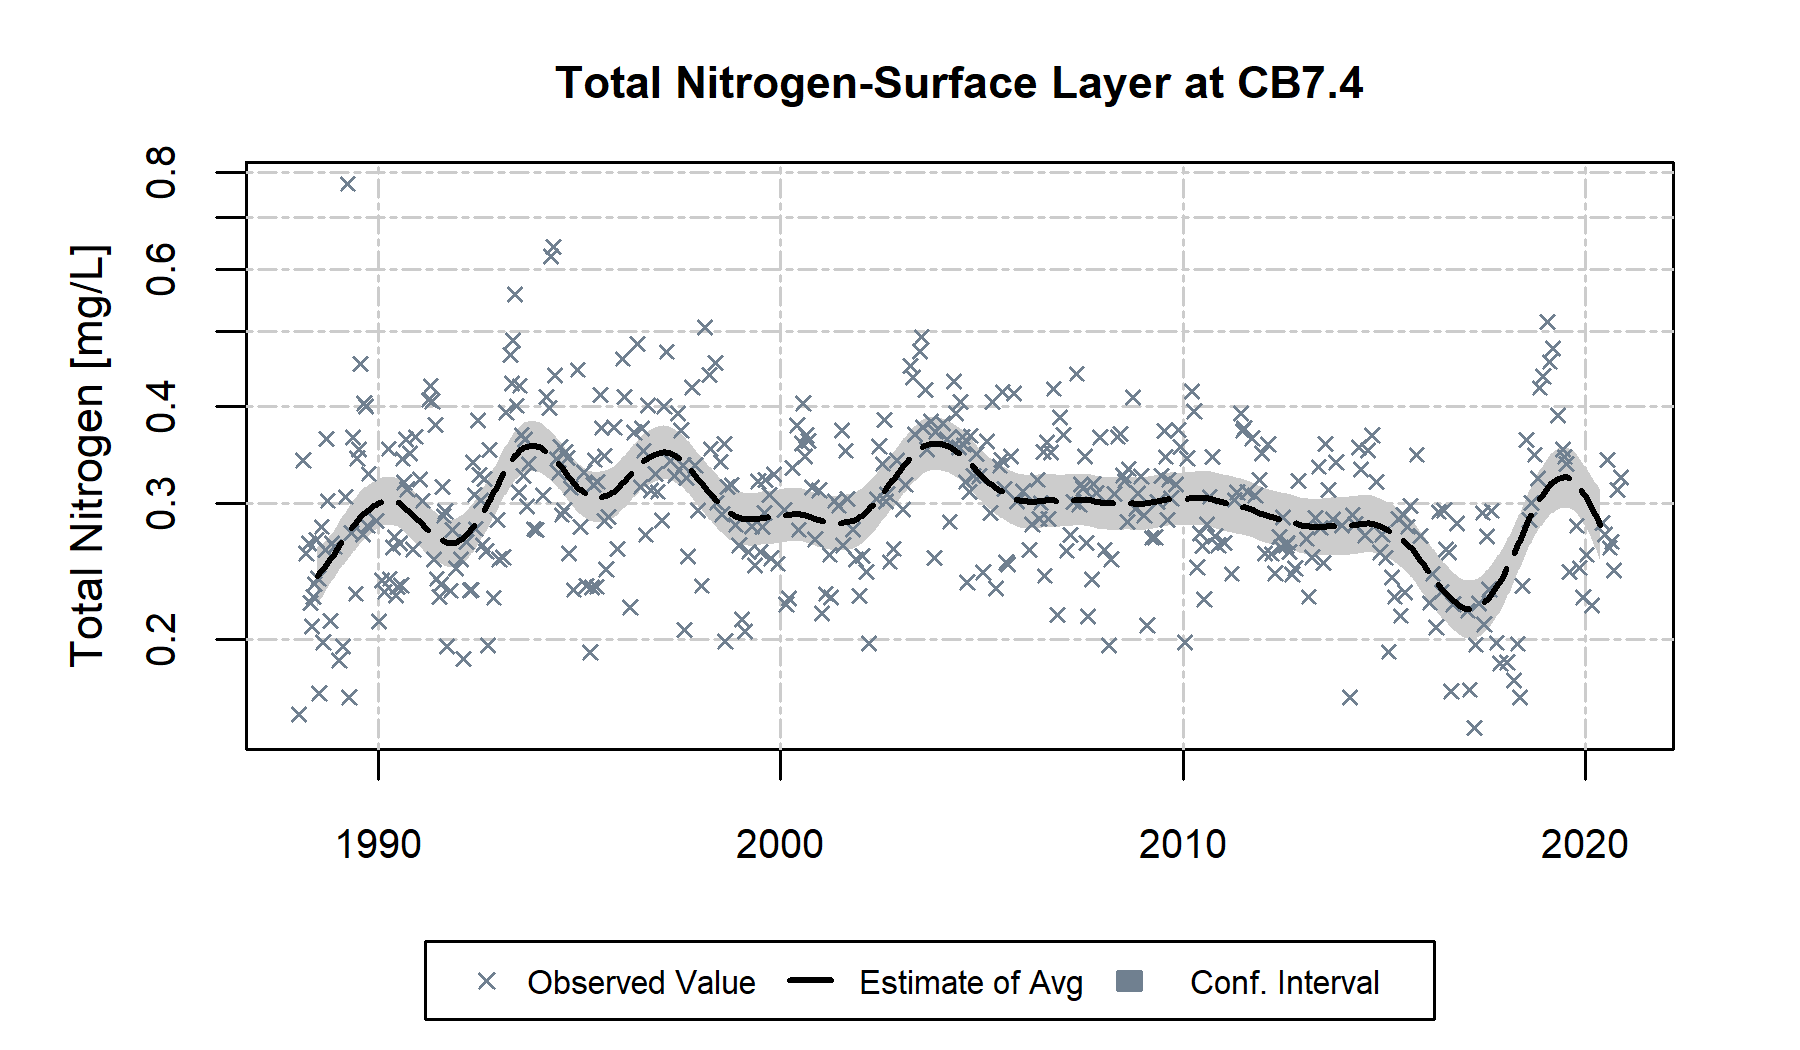 Total Nitrogen-Surface Layer at CB7.4
Total Nitrogen [mg/L]
0.8
0.6
0.4
0.3
0.2
1990 2000 2010 2020
Observed Value Estimate of Avg Conf. Interval